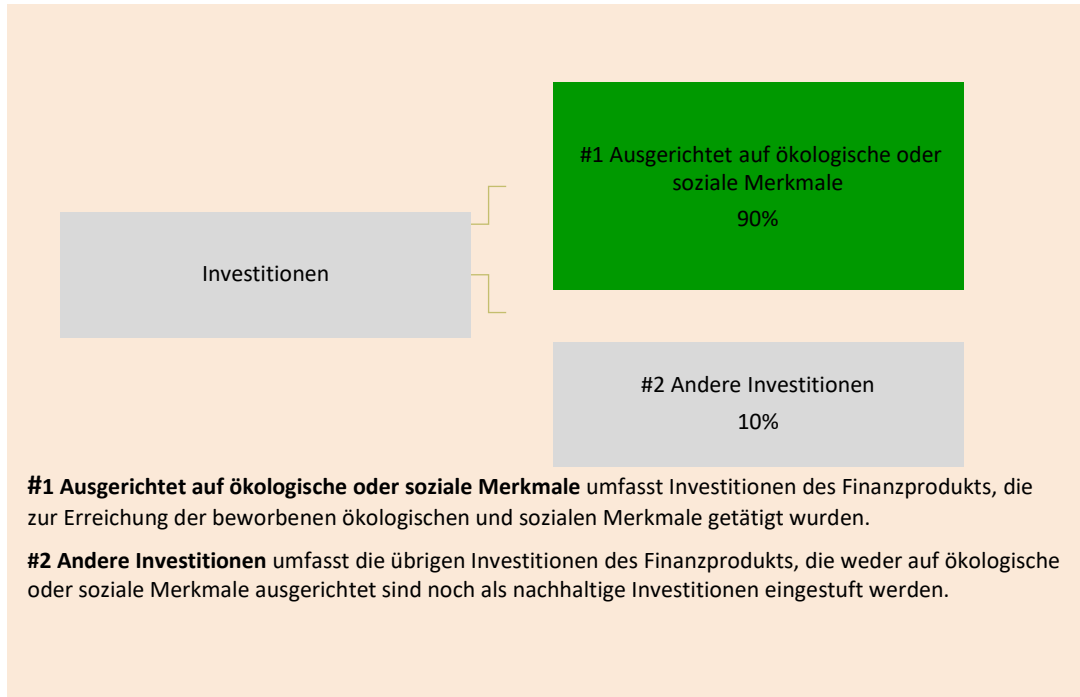 #1 Ausgerichtet auf ökologische oder
soziale Merkmale
90%
Investitionen
#2 Andere Investitionen
10%
#1 Ausgerichtet auf ökologische oder soziale Merkmale umfasst Investitionen des Finanzprodukts, die
zur Erreichung der beworbenen ökologischen und sozialen Merkmale getätigt wurden.
#2 Andere Investitionen umfasst die übrigen Investitionen des Finanzprodukts, die weder auf ökologische
oder soziale Merkmale ausgerichtet sind noch als nachhaltige Investitionen eingestuft werden.